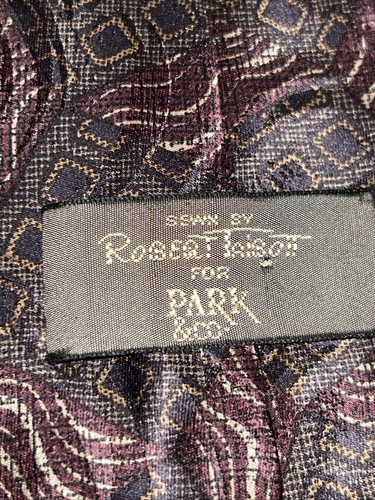 SEWN BY
Robert Talbott
FOR
PARK
&CO.